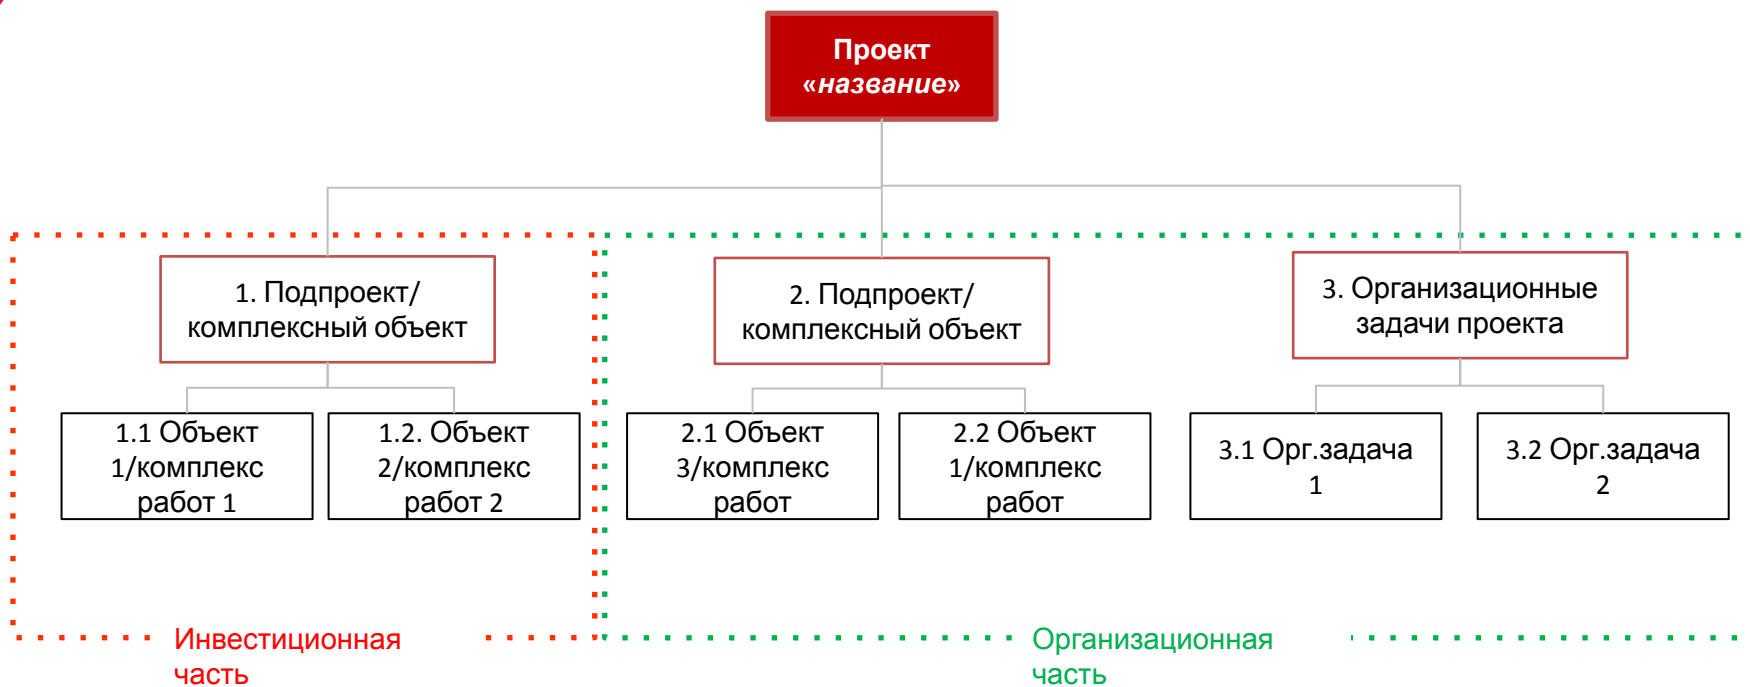 Проект
«название»
1. Подпроект/
комплексный объект
2. Подпроект/
комплексный объект
3. Организационные
задачи проекта
1.1 Объект
1/комплекс
работ 1
1.2. Объект
2/комплекс
работ 2
2.1 Объект
3/комплекс
работ
2.2 Объект
1/комплекс
работ
3.1 Орг.задача
1
3.2 Орг.задача
2
Инвестиционная
часть
Организационная
часть